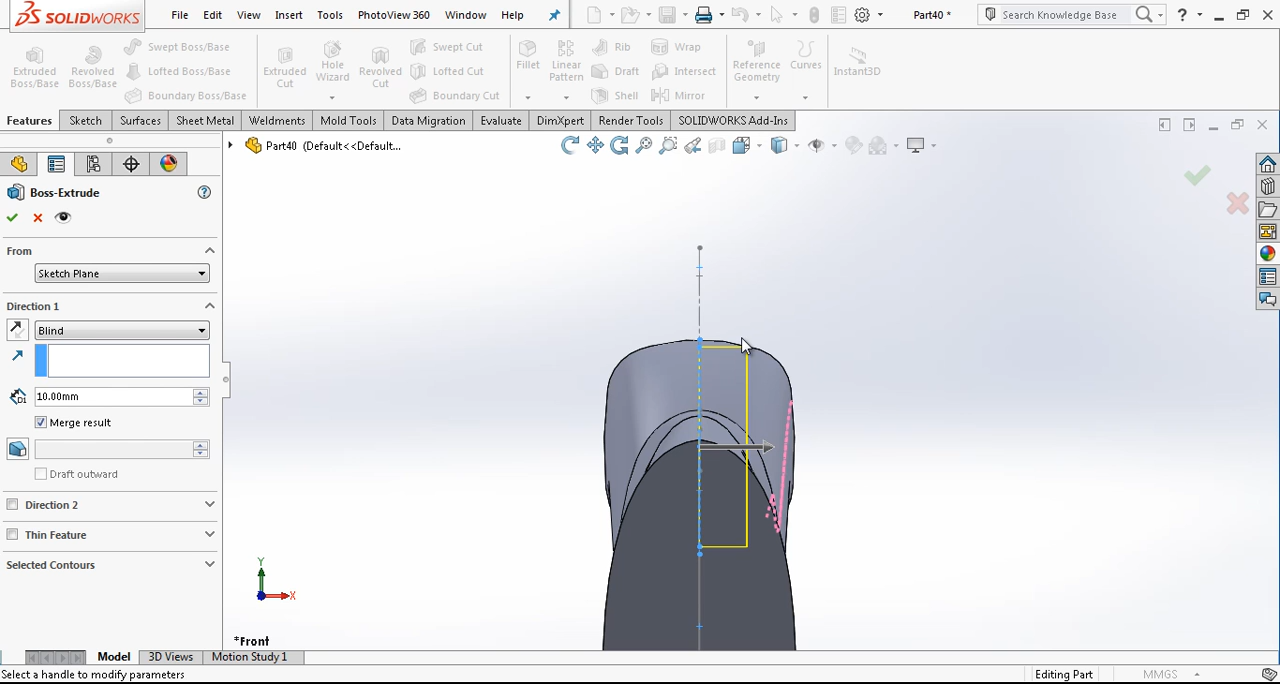 SOLIDWORKS File Edit View Insert Tools PhotoView 360 Window Help Part40 * Search Knowledge Base ?
Extruded Boss/Base
Revolved Boss/Base
Swept Boss/Base
Lofted Boss/Base
Boundary Boss/Base
Extruded Cut
Hole Wizard
Revolved Cut
Swept Cut
Lofted Cut
Boundary Cut
Fillet
Linear Pattern
Rib
Draft
Shell
Wrap
Intersect
Mirror
Reference Geometry
Curves
Instant3D
Features Sketch Surfaces Sheet Metal Weldments Mold Tools Data Migration Evaluate DimXpert Render Tools SOLIDWORKS Add-Ins
Part40 (Default<<Default...
Boss-Extrude
From
Sketch Plane
Direction 1
Blind
10.00mm
Merge result
Draft outward
Direction 2
Thin Feature
Selected Contours
Y
X
*Front
Model 3D Views Motion Study 1
Select a handle to modify parameters Editing Part MMGS